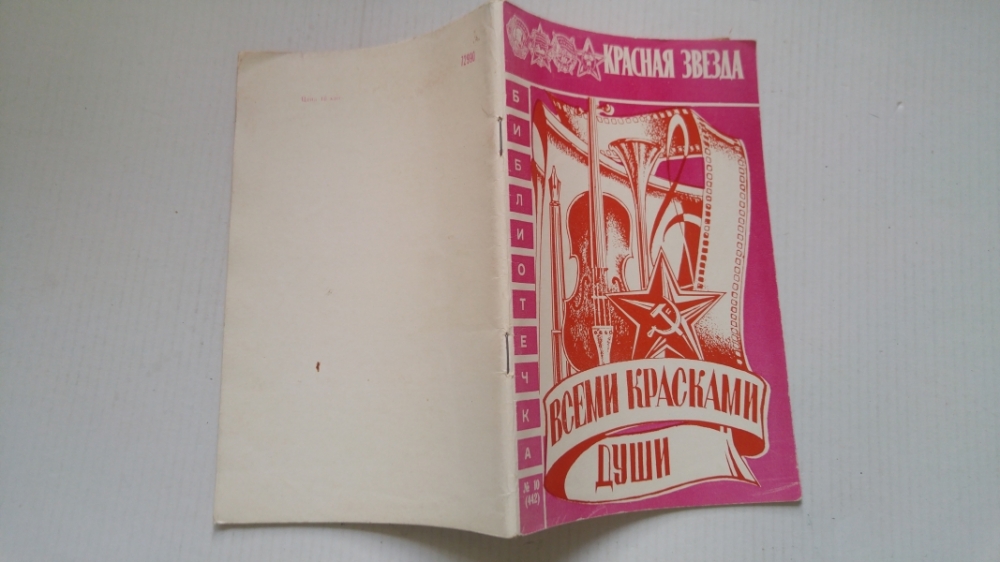 КРАСНАЯ ЗВЕЗДА
БИБЛИОТЕЧКА
№ 10
(442)
ВСЕМИ КРАСКАМИ
ДУШИ